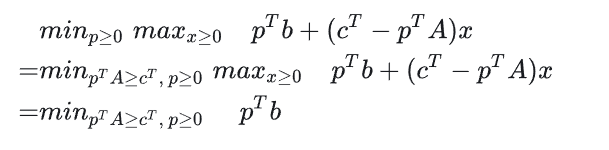 min_{p≥0} max_{x≥0} p^T b + (c^T − p^T A)x
=min_{p^T A≥c^T, p≥0} max_{x≥0} p^T b + (c^T − p^T A)x
=min_{p^T A≥c^T, p≥0} p^T b